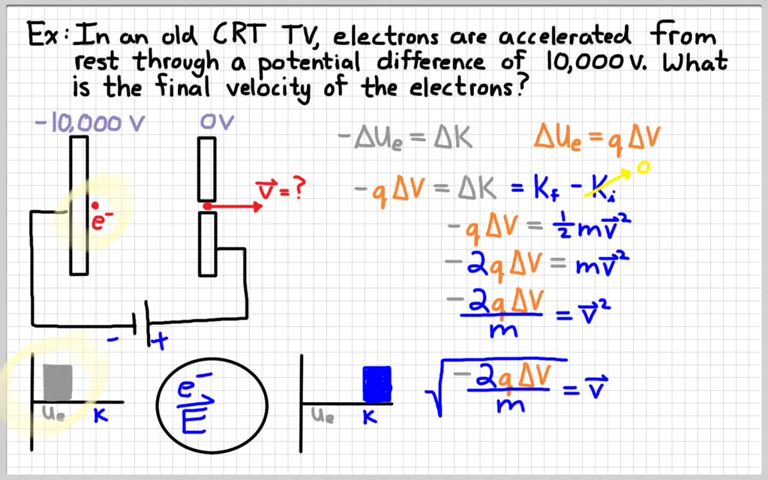 Ex: In an old CRT TV, electrons are accelerated from
rest through a potential difference of 10,000 V. What
is the final velocity of the electrons?
-10,000 V
0V
e⁻
v⃗ = ?
- +
-ΔUe = ΔK
ΔUe = qΔV
-qΔV = ΔK = Kf - Ki 0
-qΔV = ½mv⃗²
-2qΔV = mv⃗²
-2qΔV/m = v⃗²
√(-2qΔV/m) = v⃗
Ue K
e⁻
E
Ue K